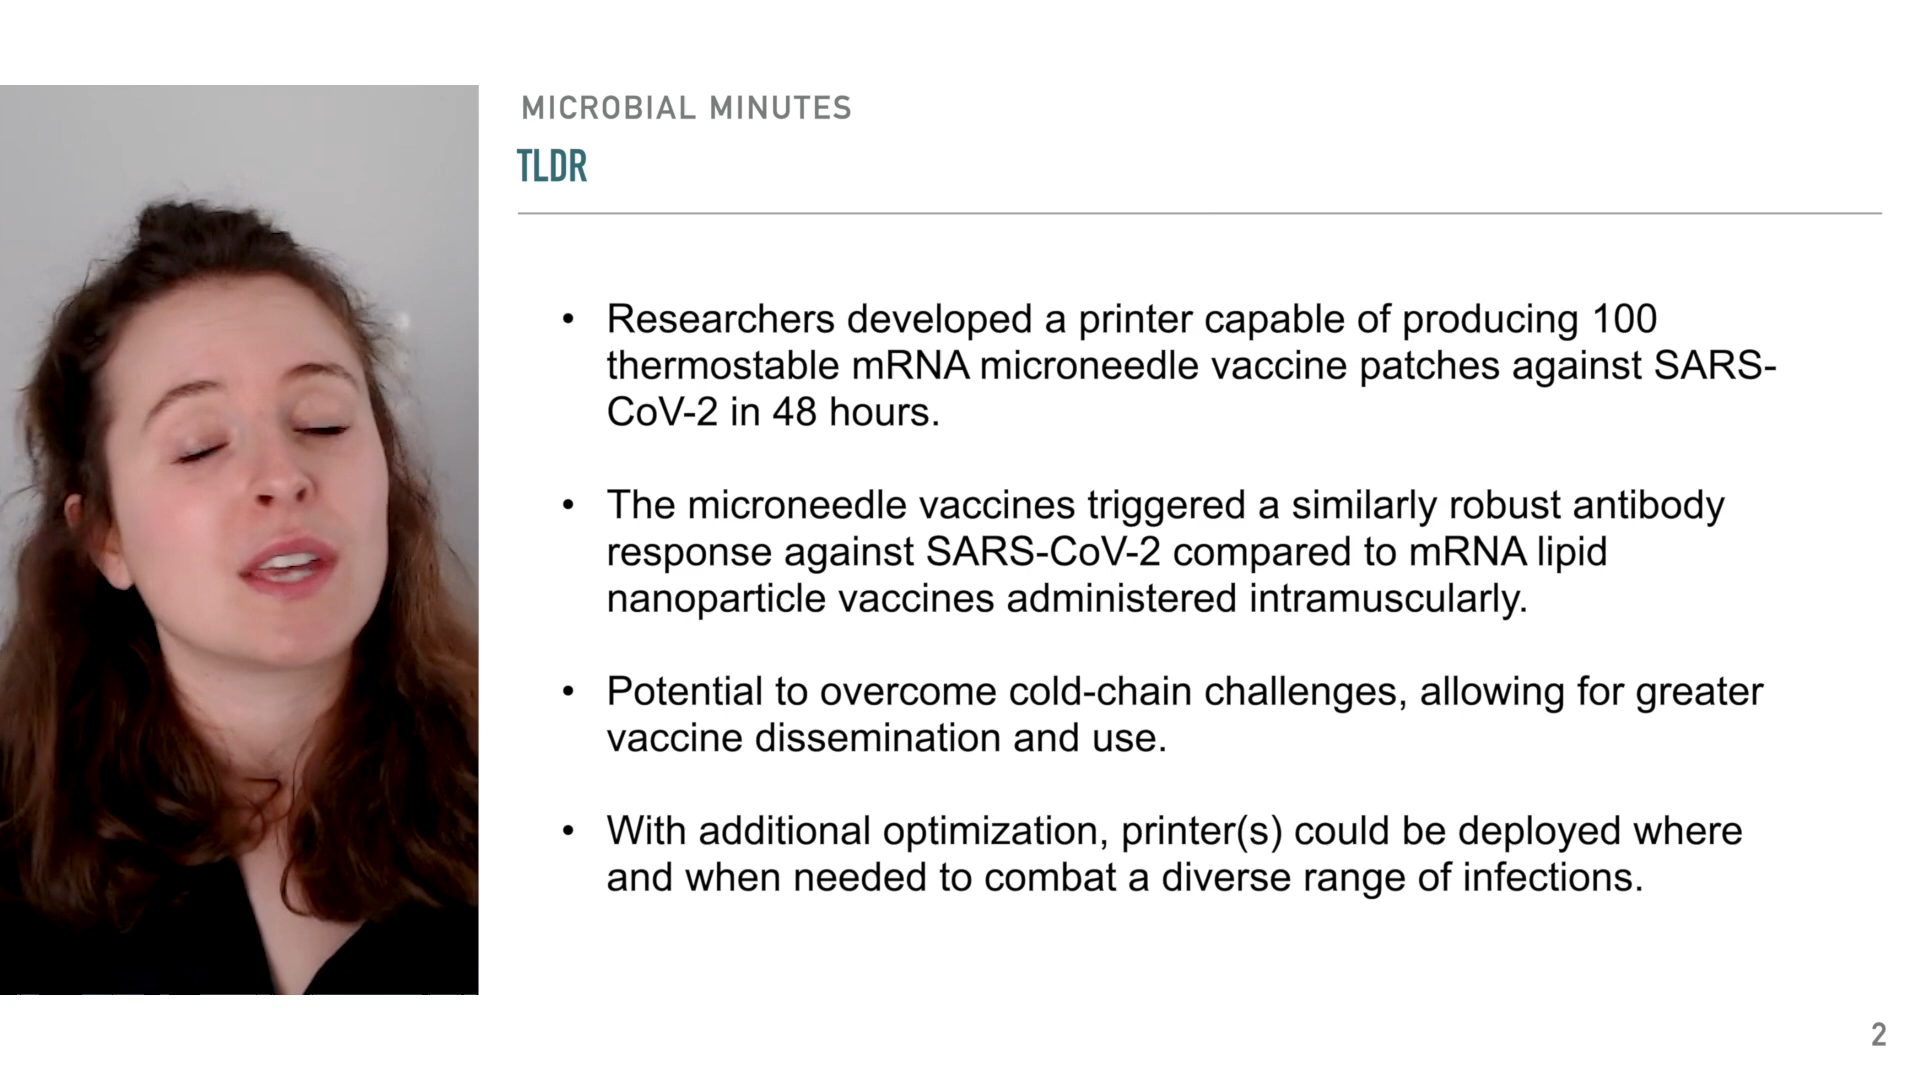 MICROBIAL MINUTES
TLDR
• Researchers developed a printer capable of producing 100
thermostable mRNA microneedle vaccine patches against SARS-
CoV-2 in 48 hours.
• The microneedle vaccines triggered a similarly robust antibody
response against SARS-CoV-2 compared to mRNA lipid
nanoparticle vaccines administered intramuscularly.
• Potential to overcome cold-chain challenges, allowing for greater
vaccine dissemination and use.
• With additional optimization, printer(s) could be deployed where
and when needed to combat a diverse range of infections.
2